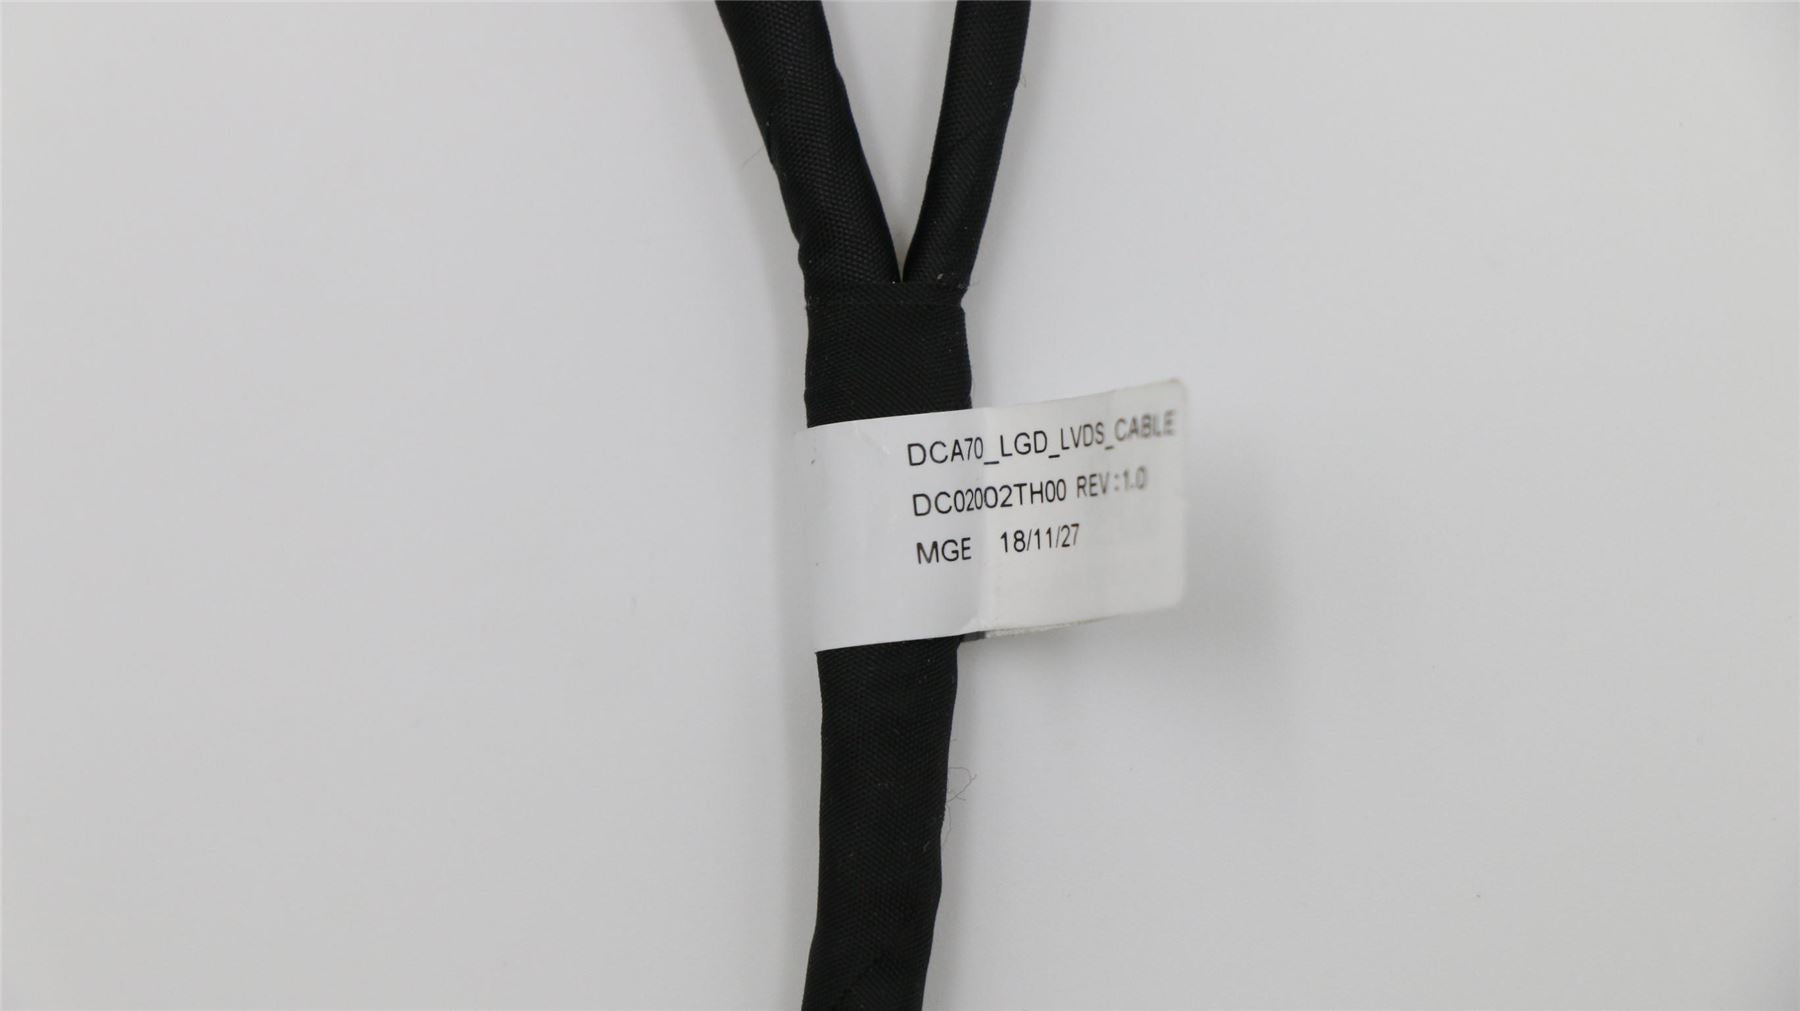 DCA70_LGD_LVDS_CABLE
DC02002TH00 REV:1.0
MGE 18/11/27